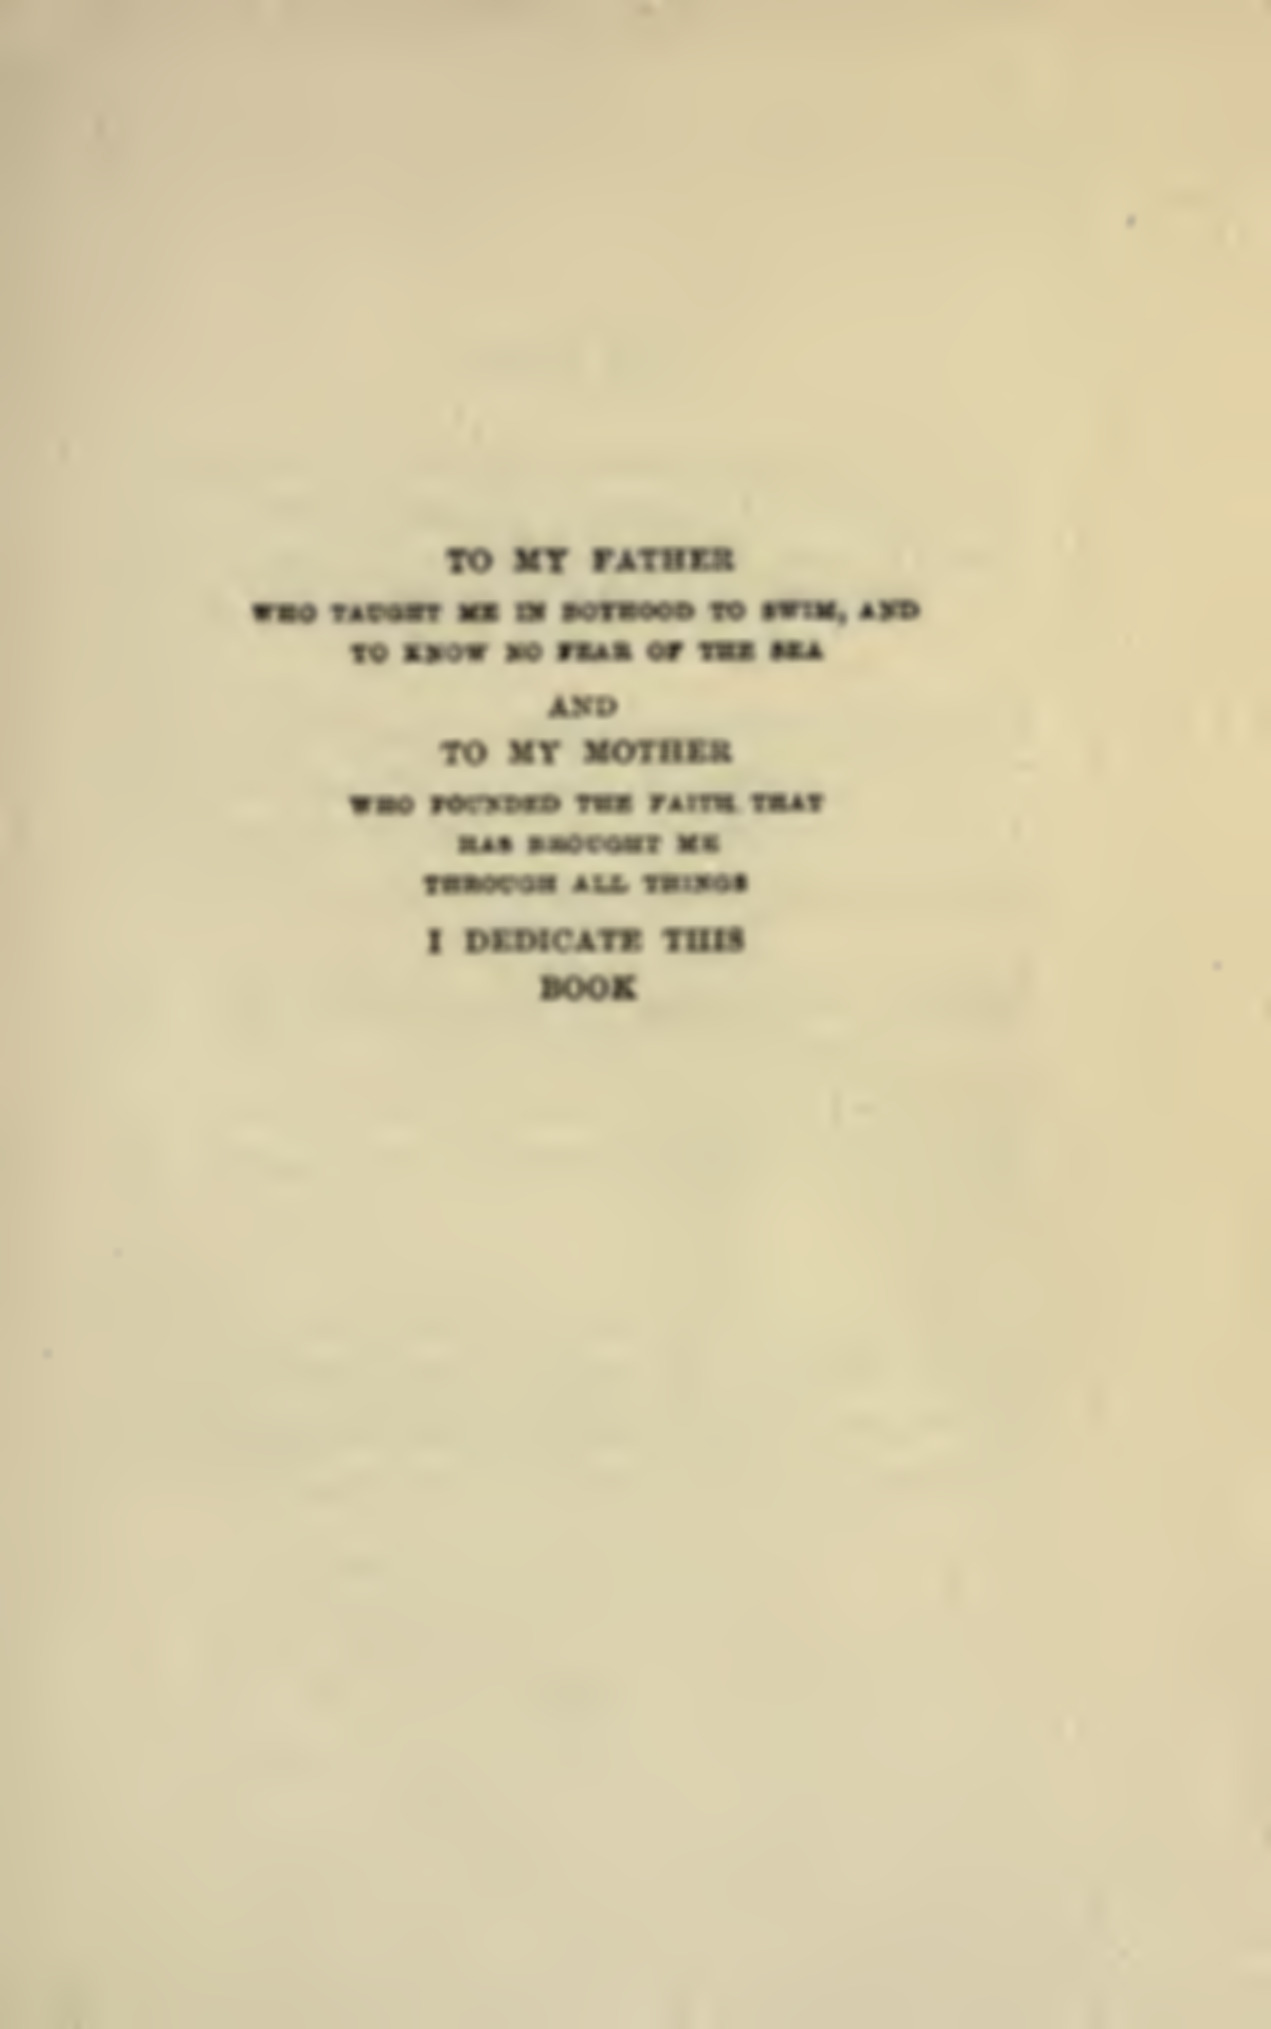 TO MY FATHER
WHO TAUGHT ME IN BOYHOOD TO SWIM, AND
TO KNOW NO FEAR OF THE SEA
AND
TO MY MOTHER
WHO FOUNDED THE FAITH THAT
HAS BROUGHT ME
THROUGH ALL THINGS
I DEDICATE THIS
BOOK